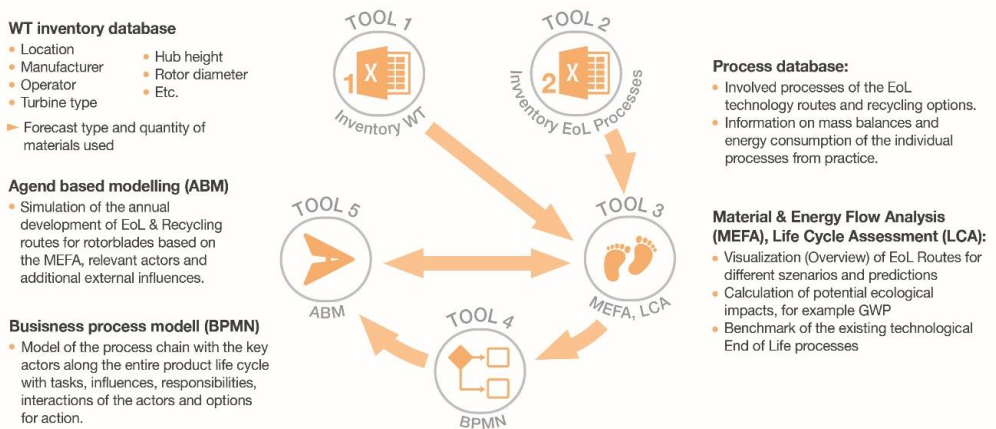 WT inventory database
• Location
• Manufacturer
• Operator
• Turbine type
• Hub height
• Rotor diameter
• Etc.
► Forecast type and quantity of
materials used
Agend based modelling (ABM)
• Simulation of the annual
development of EoL & Recycling
routes for rotorblades based on
the MEFA, relevant actors and
additional external influences.
Busisness process modell (BPMN)
• Model of the process chain with the key
actors along the entire product life cycle
with tasks, influences, responsibilities,
interactions of the actors and options
for action.
TOOL 1
1
X
Inventory WT
TOOL 2
2
X
Invventory EoL Processes
TOOL 5
ABM
TOOL 3
MEFA, LCA
TOOL 4
BPMN
Process database:
• Involved processes of the EoL
technology routes and recycling options.
• Information on mass balances and
energy consumption of the individual
processes from practice.
Material & Energy Flow Analysis
(MEFA), Life Cycle Assessment (LCA):
• Visualization (Overview) of EoL Routes for
different szenarios and predictions
• Calculation of potential ecological
impacts, for example GWP
• Benchmark of the existing technological
End of Life processes